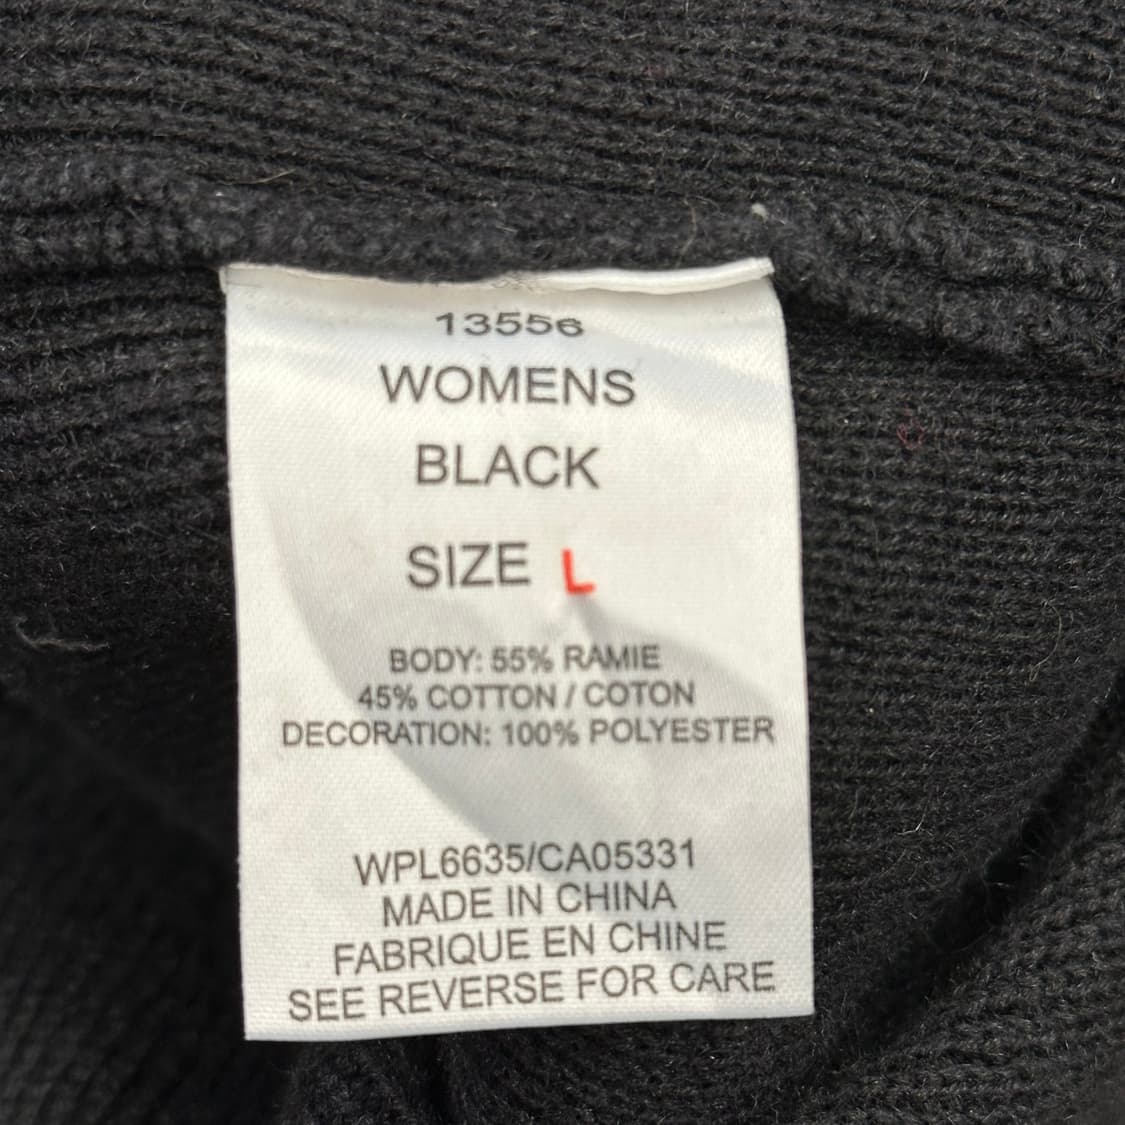 13556
WOMENS
BLACK
SIZE L
BODY: 55% RAMIE
45% COTTON / COTON
DECORATION: 100% POLYESTER
WPL6635/CA05331
MADE IN CHINA
FABRIQUE EN CHINE
SEE REVERSE FOR CARE